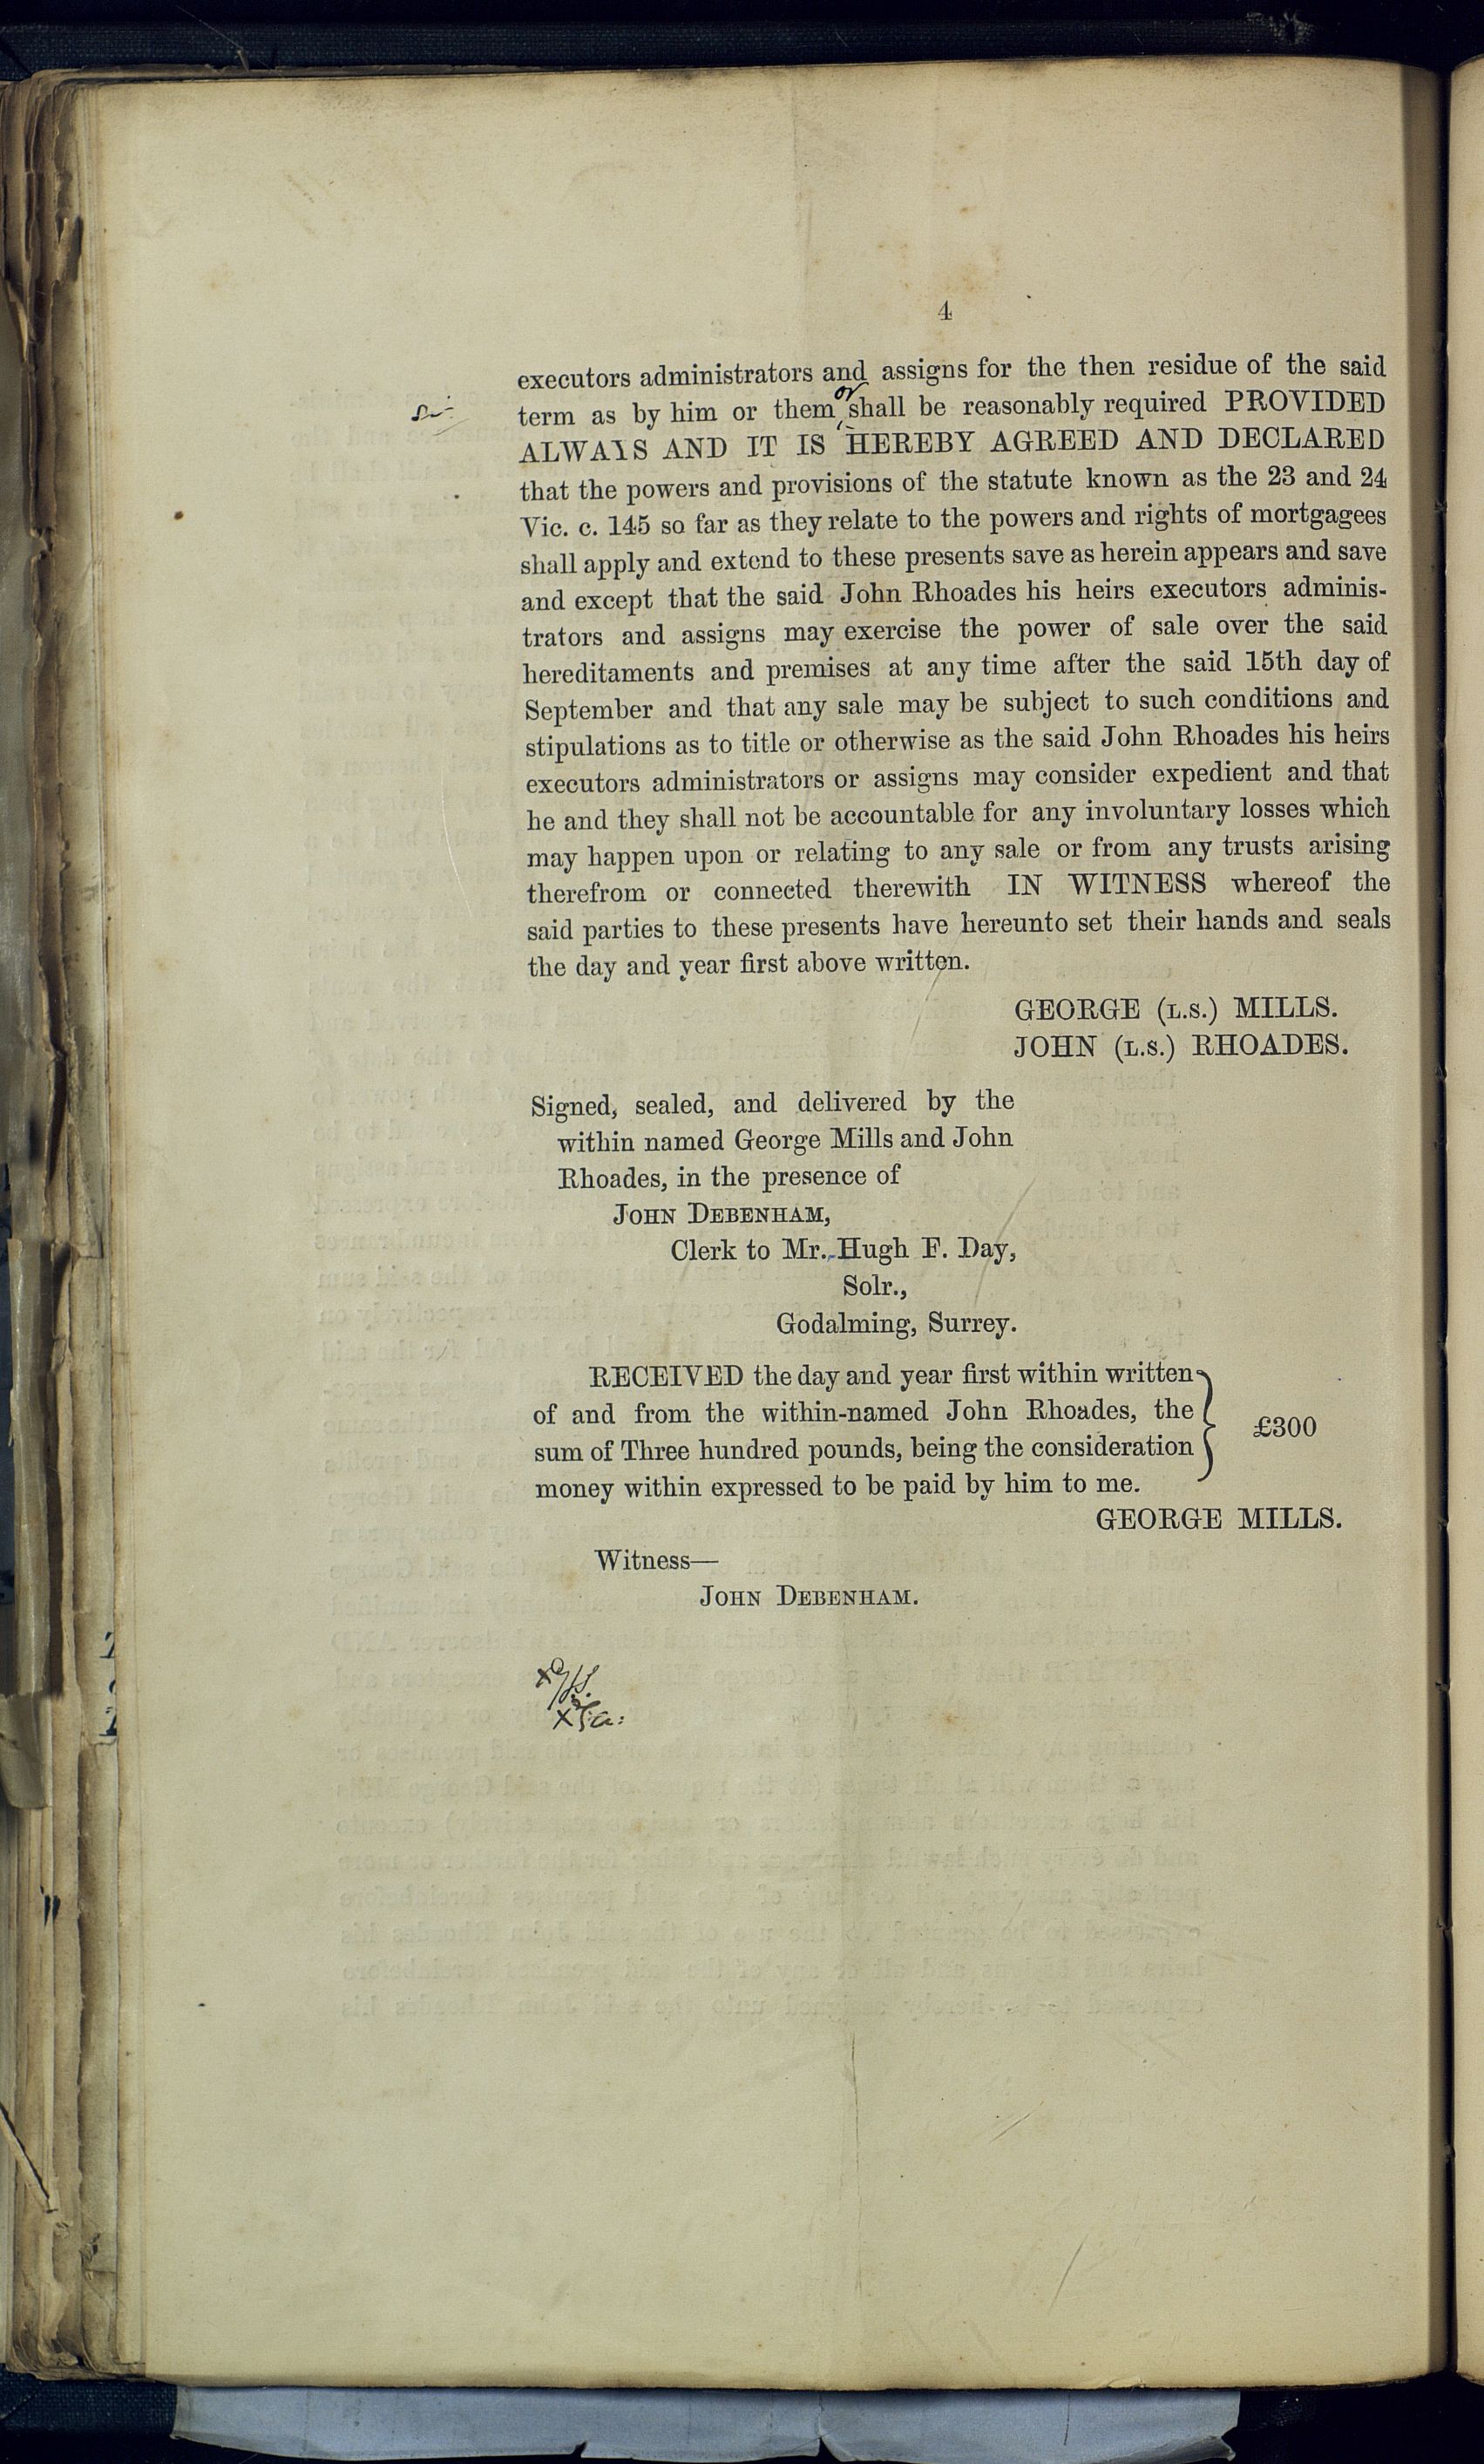 4
executors administrators and assigns for the then residue of the said
term as by him or them or shall be reasonably required PROVIDED
ALWAYS AND IT IS HEREBY AGREED AND DECLARED
that the powers and provisions of the statute known as the 23 and 24
Vic. c. 145 so far as they relate to the powers and rights of mortgagees
shall apply and extend to these presents save as herein appears and save
and except that the said John Rhoades his heirs executors adminis-
trators and assigns may exercise the power of sale over the said
hereditaments and premises at any time after the said 15th day of
September and that any sale may be subject to such conditions and
stipulations as to title or otherwise as the said John Rhoades his heirs
executors administrators or assigns may consider expedient and that
he and they shall not be accountable for any involuntary losses which
may happen upon or relating to any sale or from any trusts arising
therefrom or connected therewith IN WITNESS whereof the
said parties to these presents have hereunto set their hands and seals
the day and year first above written.
GEORGE (L.S.) MILLS.
JOHN (L.S.) RHOADES.
Signed, sealed, and delivered by the
within named George Mills and John
Rhoades, in the presence of
JOHN DEBENHAM,
Clerk to Mr. Hugh F. Day,
Solr.,
Godalming, Surrey.
RECEIVED the day and year first within written
of and from the within-named John Rhoades, the
sum of Three hundred pounds, being the consideration
money within expressed to be paid by him to me.
£300
GEORGE MILLS.
Witness—
JOHN DEBENHAM.